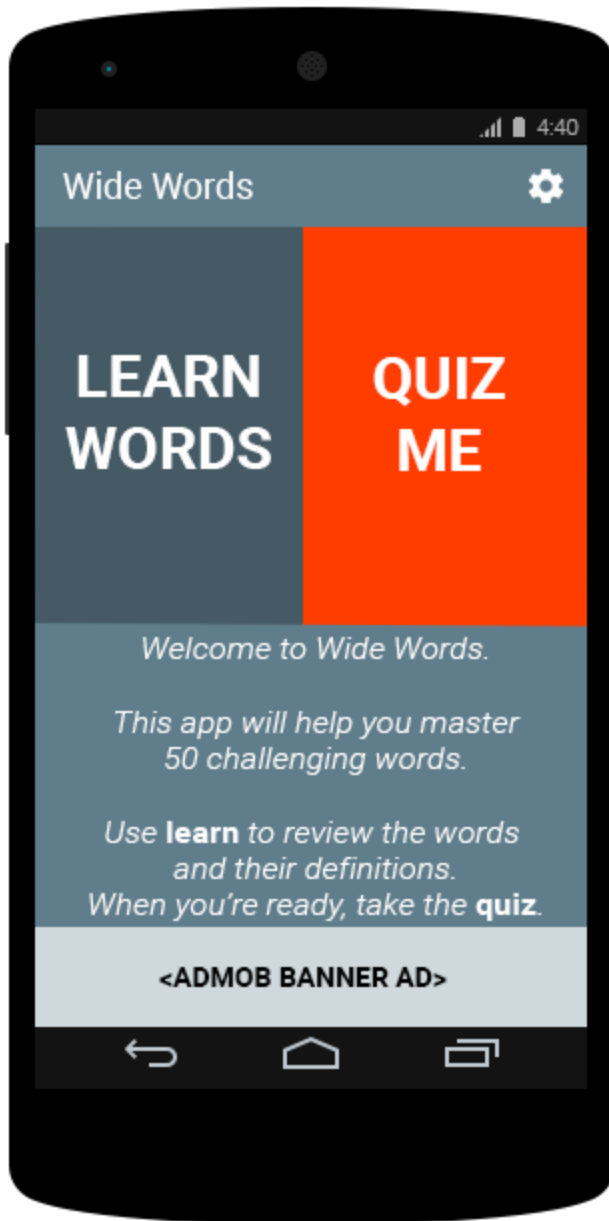 4:40
Wide Words
LEARN
WORDS
QUIZ
ME
Welcome to Wide Words.
This app will help you master
50 challenging words.
Use learn to review the words
and their definitions.
When you’re ready, take the quiz.
<ADMOB BANNER AD>